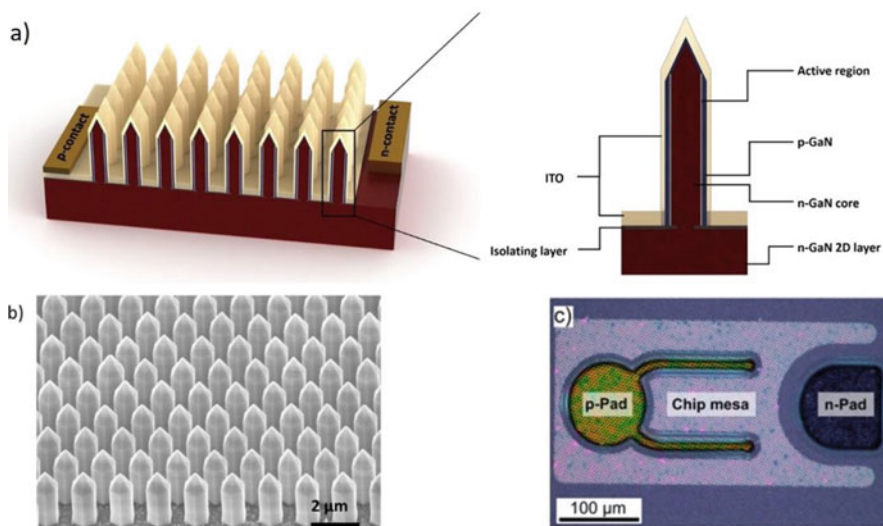 a)
p-contact
n-contact
Active region
p-GaN
ITO
n-GaN core
Isolating layer
n-GaN 2D layer
b)
2 µm
c)
p-Pad
Chip mesa
n-Pad
100 µm